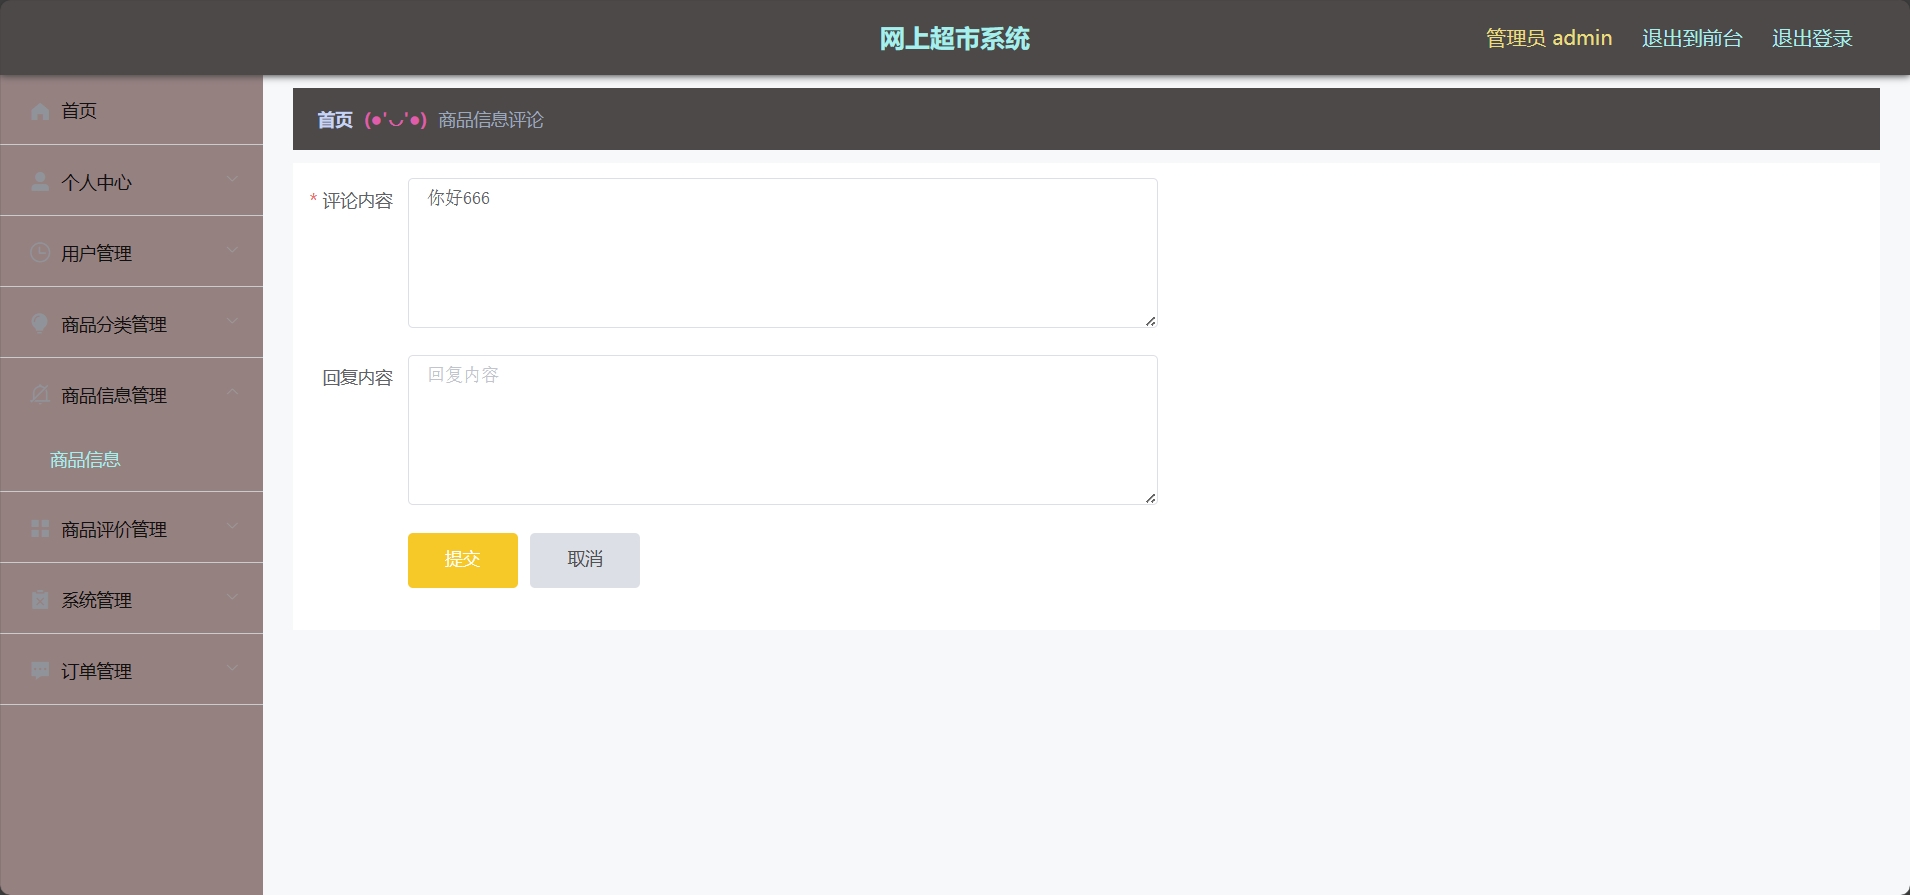 网上超市系统
管理员 admin 退出到前台 退出登录
首页
个人中心
用户管理
商品分类管理
商品信息管理
商品信息
商品评价管理
系统管理
订单管理
首页 (●'◡'●) 商品信息评论
* 评论内容
你好666
回复内容
回复内容
提交 取消